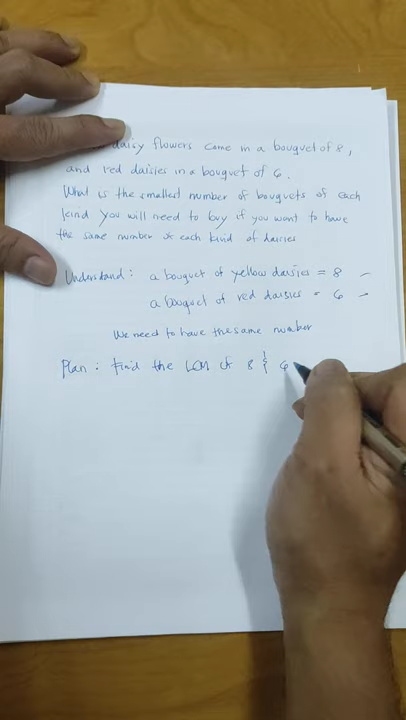 daisy flowers come in a bouquet of 8,
and red daisies in a bouquet of 6.
What is the smallest number of bouquets of each
kind you will need to buy if you want to have
the same number of each kind of daisies
Understand: a bouquet of yellow daisies = 8 –
a bouquet of red daisies = 6 –
We need to have the same number
Plan: find the LCM of 8 & 6